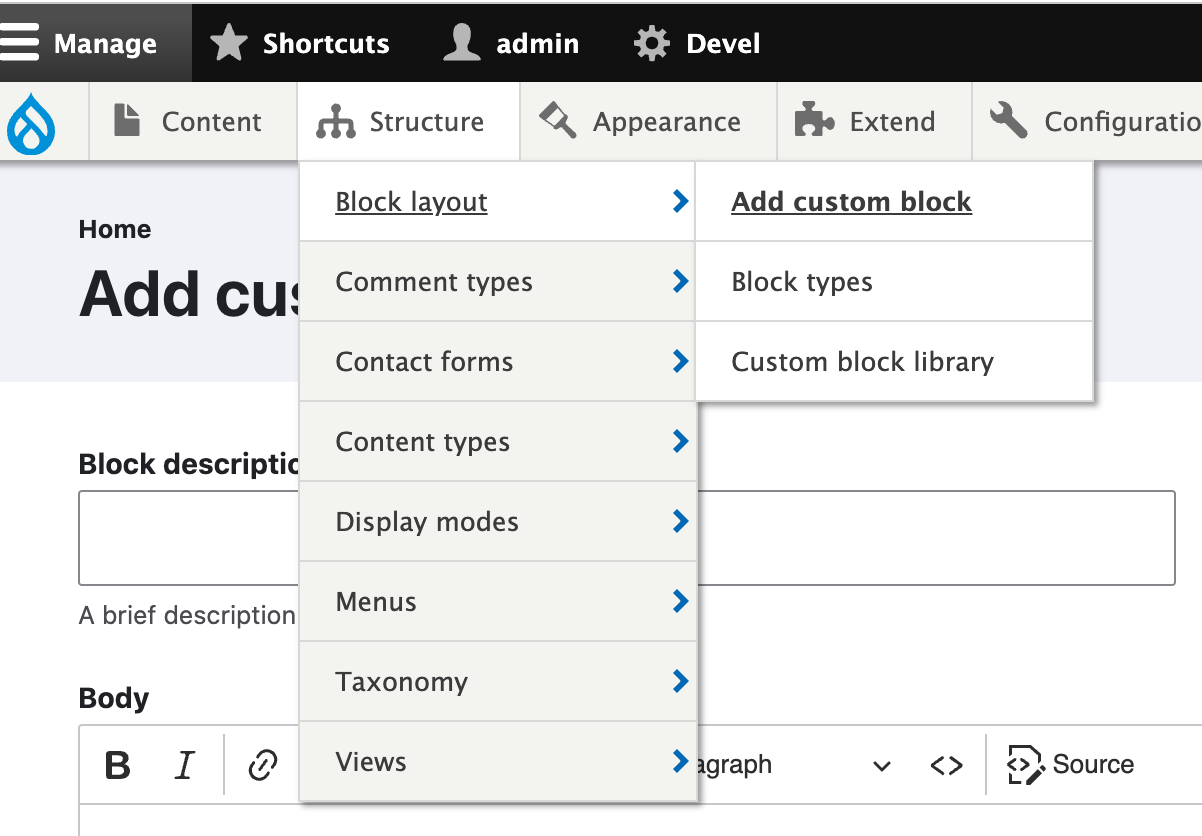 Manage Shortcuts admin Devel
Content Structure Appearance Extend Configuratio
Block layout Add custom block
Home
Comment types Block types
Add cus
Contact forms Custom block library
Content types
Block descriptio
Display modes
Menus
A brief description
Taxonomy
Body
Views
B I agraph Source